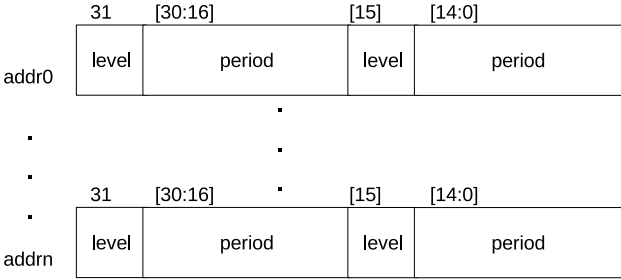 31 [30:16] [15] [14:0]
level period level period
addr0
31 [30:16] [15] [14:0]
level period level period
addrn